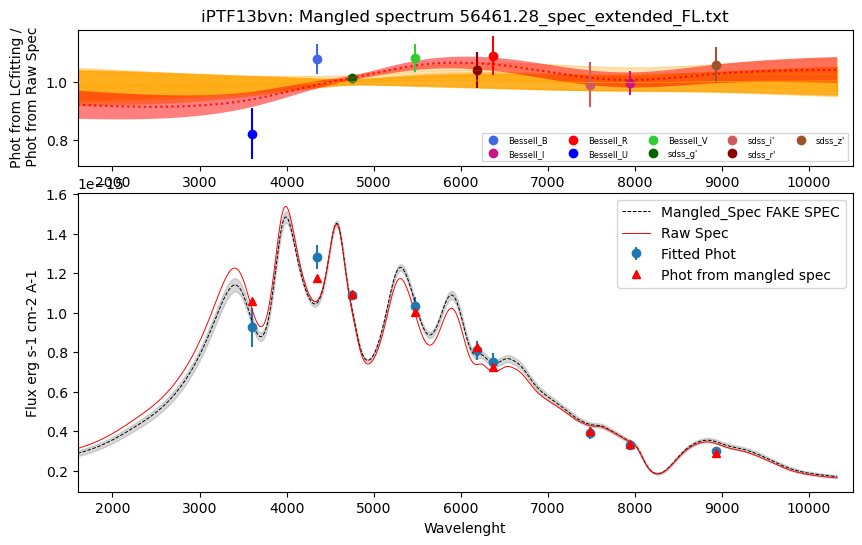 iPTF13bvn: Mangled spectrum 56461.28_spec_extended_FL.txt
Phot from LCfitting /
Phot from Raw Spec
1.0
0.8
Bessell_B
Bessell_R
Bessell_V
sdss_i'
sdss_z'
Bessell_I
Bessell_U
sdss_g'
sdss_r'
2000 3000 4000 5000 6000 7000 8000 9000 10000
1e−15
Flux erg s-1 cm-2 A-1
1.6
1.4
1.2
1.0
0.8
0.6
0.4
0.2
Mangled_Spec FAKE SPEC
Raw Spec
Fitted Phot
Phot from mangled spec
2000 3000 4000 5000 6000 7000 8000 9000 10000
Wavelenght